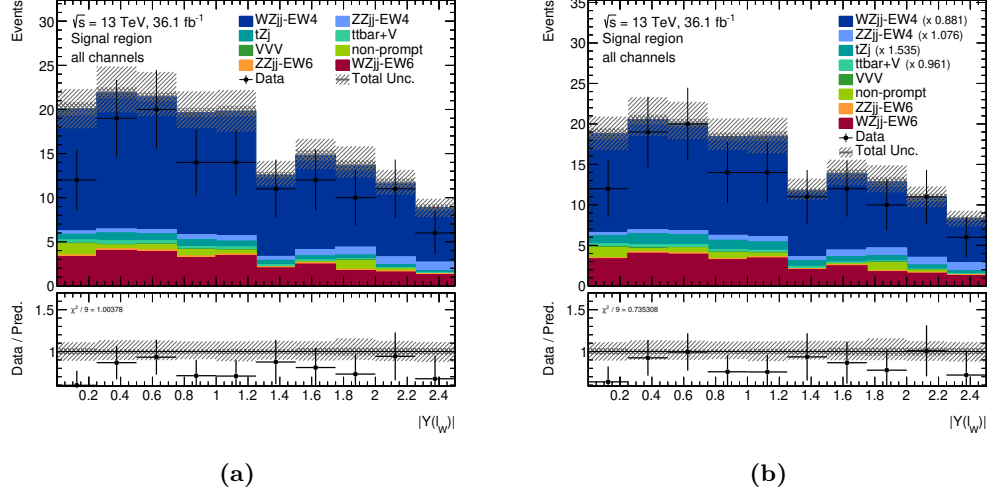 Events
30
25
20
15
10
5
0
√s = 13 TeV, 36.1 fb⁻¹
Signal region
all channels
WZjj-EW4
ZZjj-EW4
tZj
ttbar+V
VVV
non-prompt
ZZjj-EW6
WZjj-EW6
Data
Total Unc.
Data / Pred.
1.5
1
χ² / 9 = 1.00378
0 0.2 0.4 0.6 0.8 1 1.2 1.4 1.6 1.8 2 2.2 2.4
|Y(l_W)|
(a)
Events
35
30
25
20
15
10
5
0
√s = 13 TeV, 36.1 fb⁻¹
Signal region
all channels
WZjj-EW4 (x 0.881)
ZZjj-EW4 (x 1.076)
tZj (x 1.535)
ttbar+V (x 0.961)
VVV
non-prompt
ZZjj-EW6
WZjj-EW6
Data
Total Unc.
Data / Pred.
1.5
1
χ² / 9 = 0.735308
0 0.2 0.4 0.6 0.8 1 1.2 1.4 1.6 1.8 2 2.2 2.4
|Y(l_W)|
(b)